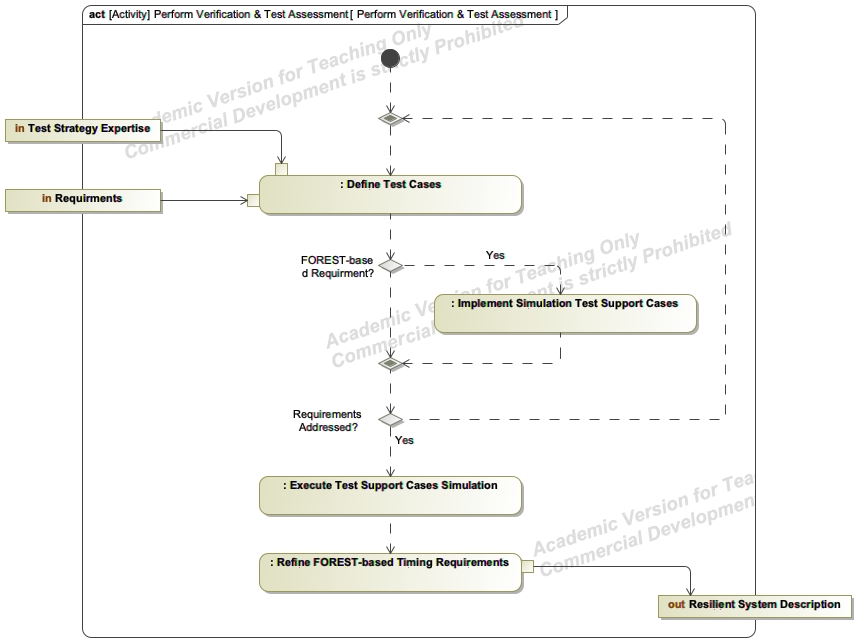 act [Activity] Perform Verification & Test Assessment[ Perform Verification & Test Assessment ]
Academic Version for Teaching Only
Commercial Development is strictly Prohibited
in Test Strategy Expertise
: Define Test Cases
in Requirments
FOREST-base
d Requirment?
Yes
Academic Version for Teaching Only
Commercial Development is strictly Prohibited
: Implement Simulation Test Support Cases
Requirements
Addressed?
Yes
: Execute Test Support Cases Simulation
Academic Version for Tea
Commercial Developmen
: Refine FOREST-based Timing Requirements
out Resilient System Description